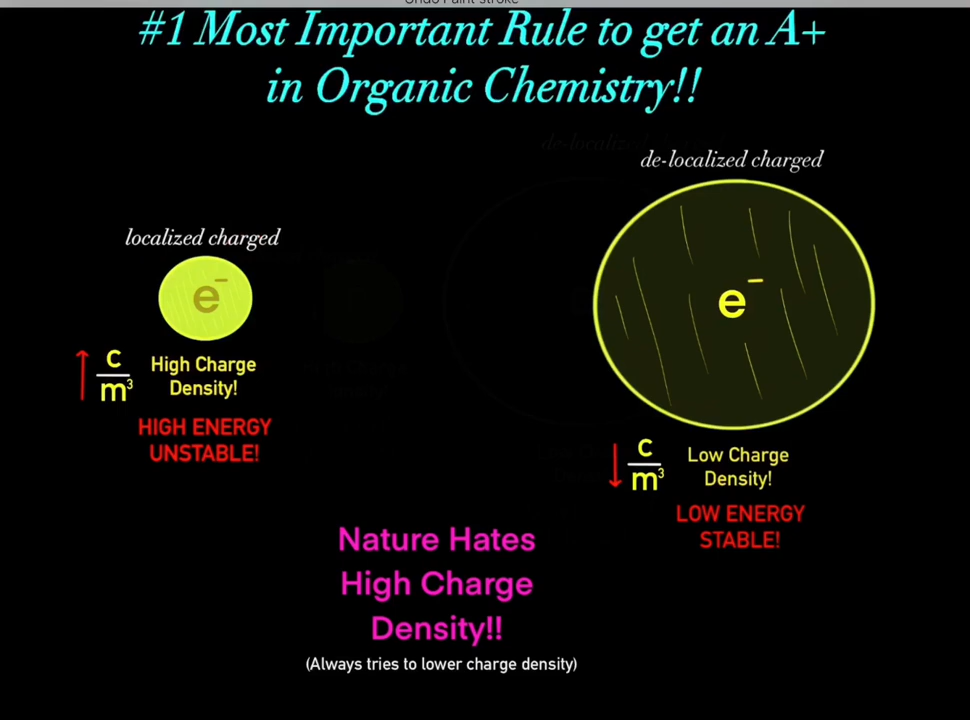 #1 Most Important Rule to get an A+
in Organic Chemistry!!
de-localized charged
localized charged
e⁻
e⁻
c
m³
High Charge
Density!
HIGH ENERGY
UNSTABLE!
c
m³
Low Charge
Density!
LOW ENERGY
STABLE!
Nature Hates
High Charge
Density!!
(Always tries to lower charge density)